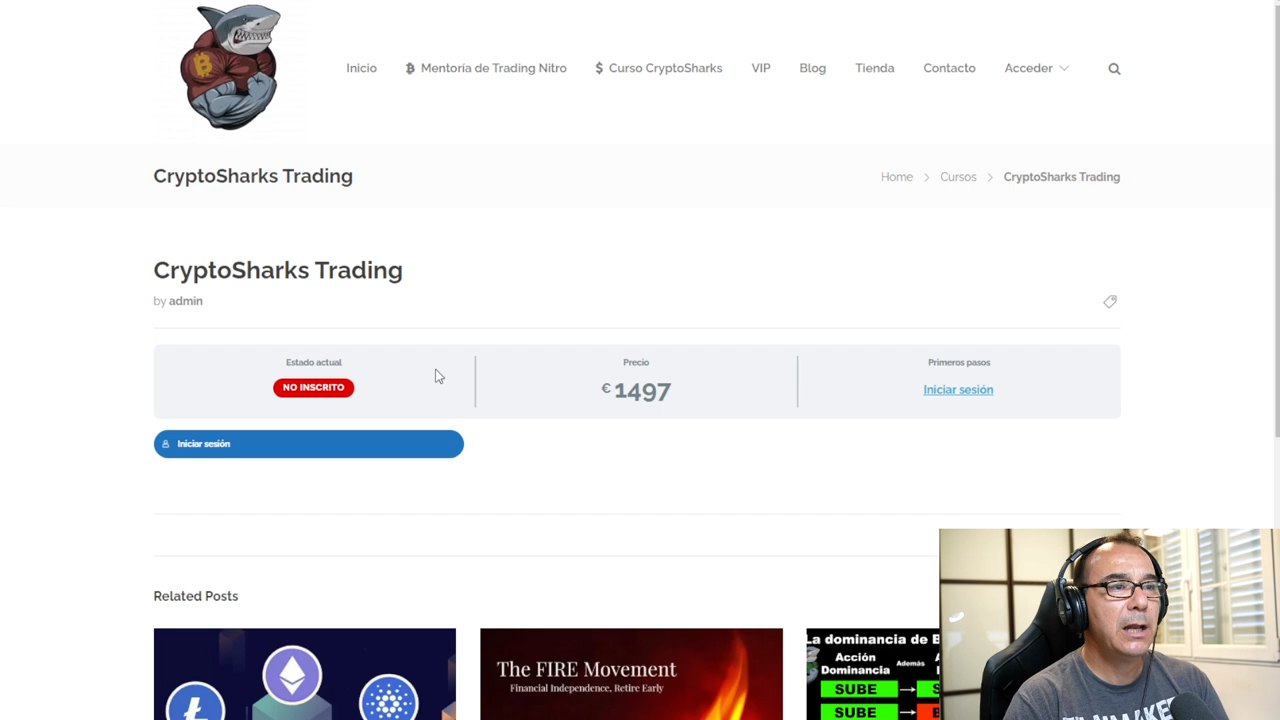 Inicio
Mentoría de Trading Nitro
Curso CryptoSharks
VIP
Blog
Tienda
Contacto
Acceder
CryptoSharks Trading
Home
Cursos
CryptoSharks Trading
CryptoSharks Trading
by admin
Estado actual
NO INSCRITO
Precio
€ 1497
Primeros pasos
Iniciar sesión
Iniciar sesión
Related Posts
The FIRE Movement
Financial Independence, Retire Early
La dominancia de
Acción
Dominancia
Además
SUBE
SUBE